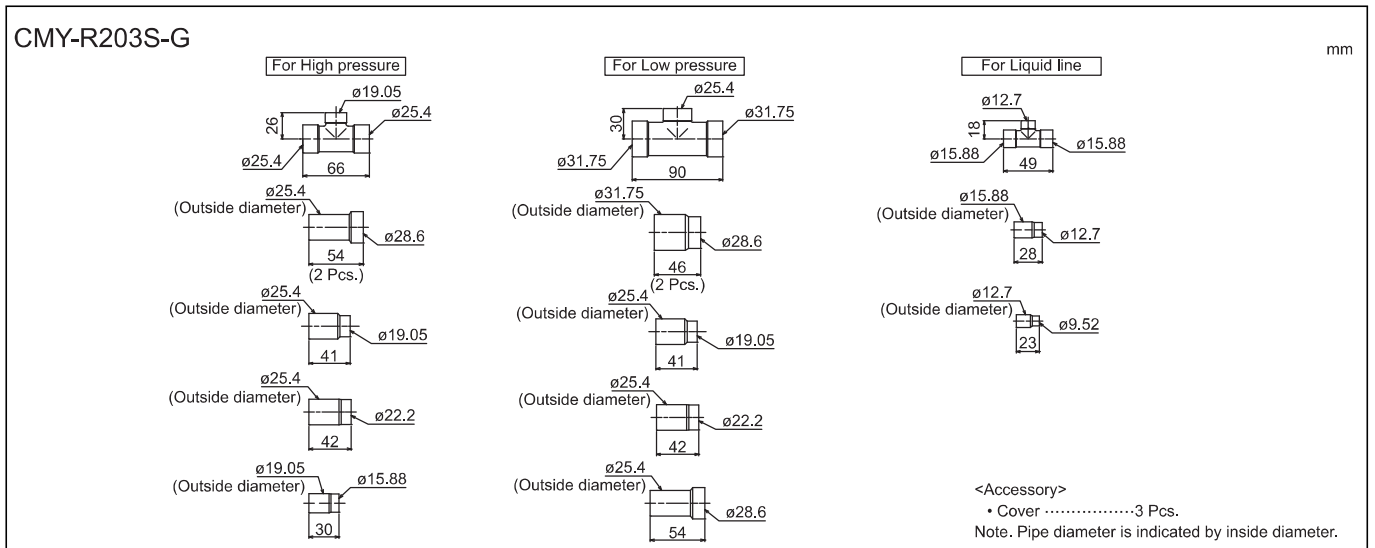 CMY-R203S-G
mm
For High pressure
ø19.05
ø25.4
26
ø25.4
66
ø25.4
(Outside diameter)
ø28.6
54
(2 Pcs.)
ø25.4
(Outside diameter)
ø19.05
41
ø25.4
(Outside diameter)
ø22.2
42
ø19.05
(Outside diameter)
ø15.88
30
For Low pressure
ø25.4
ø31.75
30
ø31.75
90
ø31.75
(Outside diameter)
ø28.6
46
(2 Pcs.)
ø25.4
(Outside diameter)
ø19.05
41
ø25.4
(Outside diameter)
ø22.2
42
ø25.4
(Outside diameter)
ø28.6
54
For Liquid line
ø12.7
18
ø15.88
ø15.88
49
ø15.88
(Outside diameter)
ø12.7
28
ø12.7
(Outside diameter)
ø9.52
23
<Accessory>
• Cover ·················3 Pcs.
Note. Pipe diameter is indicated by inside diameter.